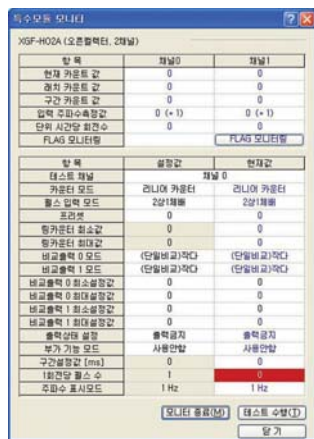 특수모듈 모니터
XGF-HO2A (오픈컬렉터, 2채널)
항 목 채널0 채널1
현재 카운트 값 0 0
래치 카운트 값 0 0
구간 카운트 값 0 0
입력 주파수측정값 0 (* 1) 0 (* 1)
단위 시간당 회전수 0 0
FLAG 모니터링 FLAG 모니터링
항 목 설정값 현재값
테스트 채널 채널 0
카운터 모드 리니어 카운터 리니어 카운터
펄스 입력 모드 2상1체배 2상1체배
프리셋 0 0
링카운터 최소값 0 0
링카운터 최대값 0 0
비교출력 0 모드 (단일비교)작다 (단일비교)작다
비교출력 1 모드 (단일비교)작다 (단일비교)작다
비교출력 0 최소설정값 0 0
비교출력 0 최대설정값 0 0
비교출력 1 최소설정값 0 0
비교출력 1 최대설정값 0 0
출력상태 설정 출력금지 출력금지
부가 기능 모드 사용안함 사용안함
구간설정값 [ms] 0 0
1회전당 펄스 수 1 0
주파수 표시모드 1 Hz 1 Hz
모니터 종료(M) 테스트 수행(T)
닫기